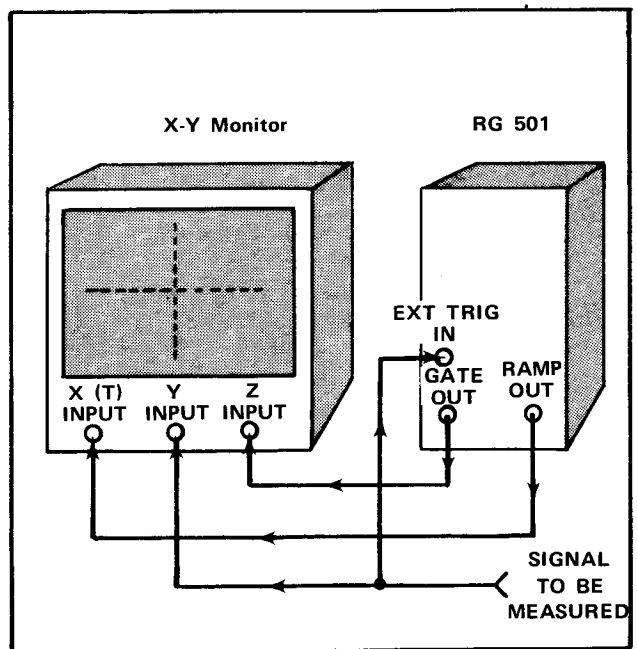 X-Y Monitor
RG 501
EXT TRIG
IN
GATE
OUT
RAMP
OUT
X (T)
INPUT
Y
INPUT
Z
INPUT
SIGNAL
TO BE
MEASURED